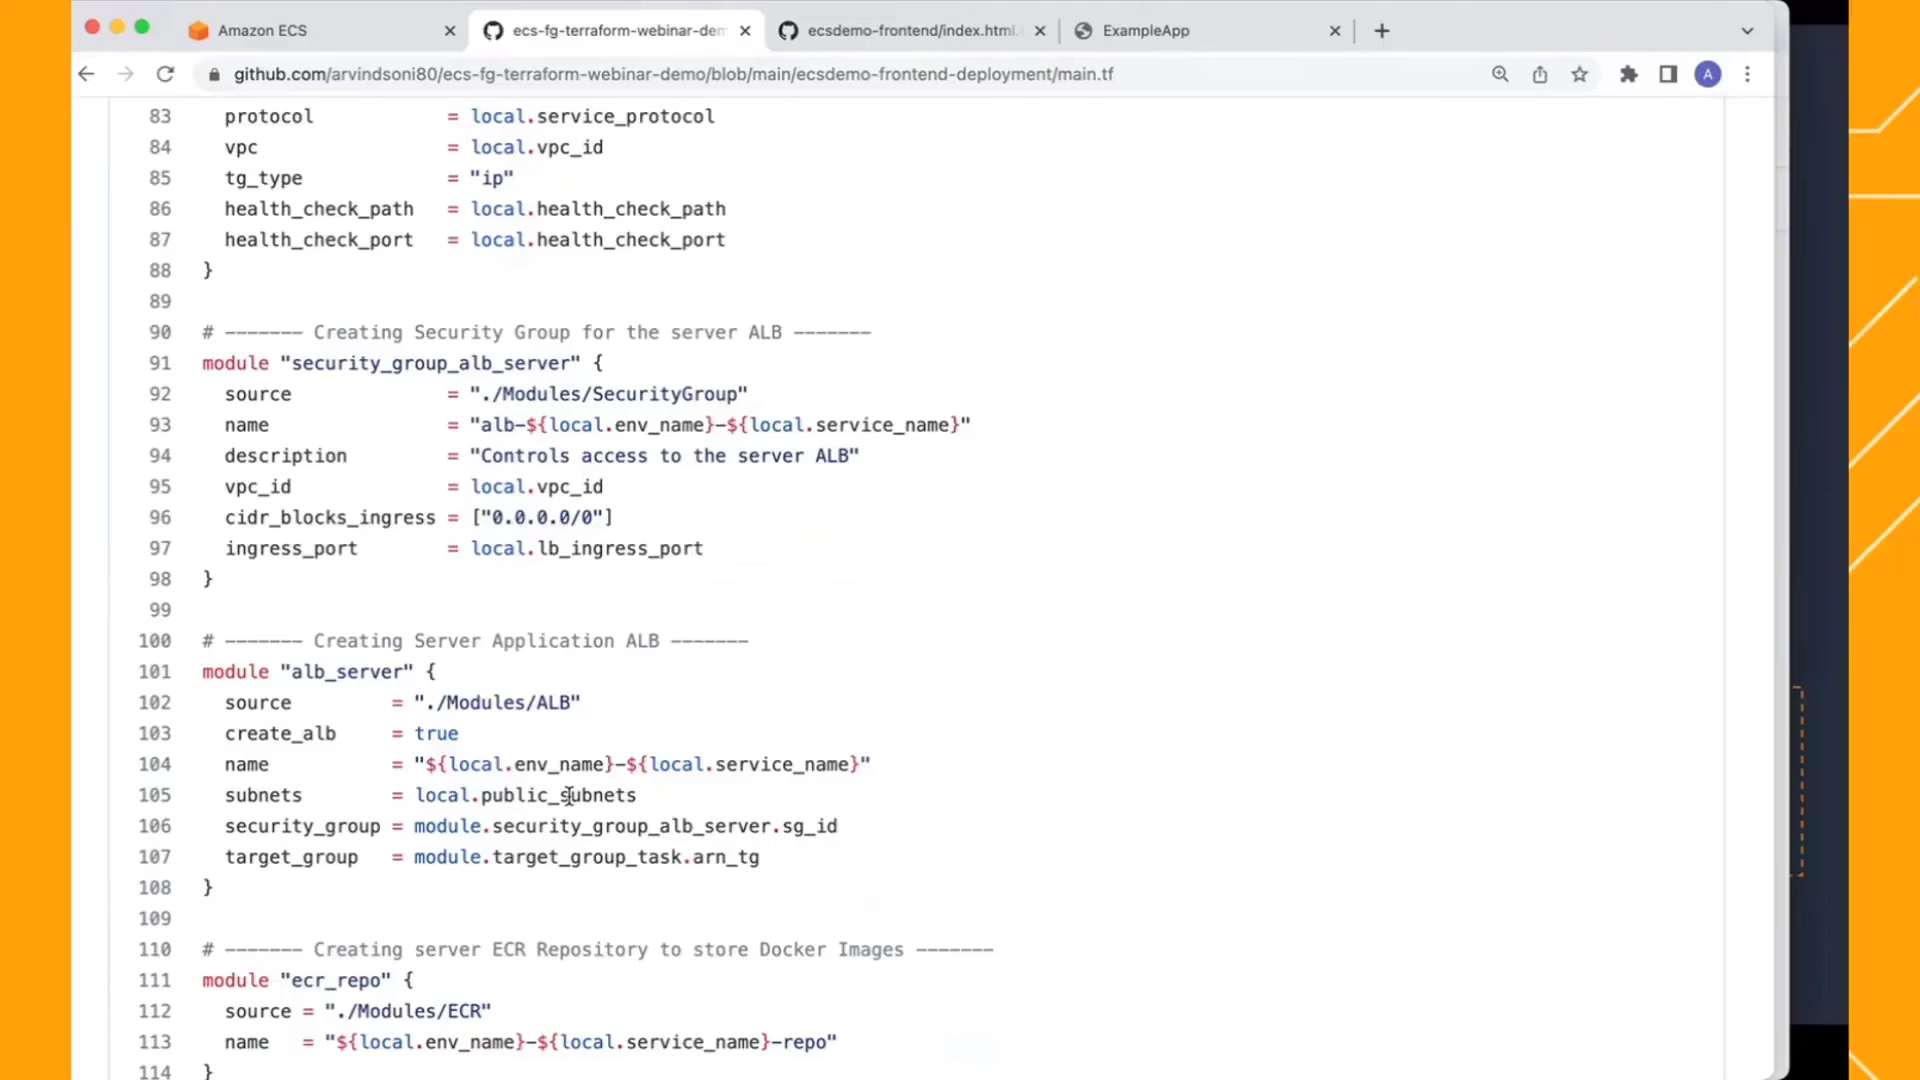 Amazon ECS
ecs-fg-terraform-webinar-den
ecsdemo-frontend/index.html.
ExampleApp
github.com/arvindsoni80/ecs-fg-terraform-webinar-demo/blob/main/ecsdemo-frontend-deployment/main.tf
A
83 protocol = local.service_protocol
84 vpc = local.vpc_id
85 tg_type = "ip"
86 health_check_path = local.health_check_path
87 health_check_port = local.health_check_port
88 }
89
90 # ------- Creating Security Group for the server ALB -------
91 module "security_group_alb_server" {
92 source = "./Modules/SecurityGroup"
93 name = "alb-${local.env_name}-${local.service_name}"
94 description = "Controls access to the server ALB"
95 vpc_id = local.vpc_id
96 cidr_blocks_ingress = ["0.0.0.0/0"]
97 ingress_port = local.lb_ingress_port
98 }
99
100 # ------- Creating Server Application ALB -------
101 module "alb_server" {
102 source = "./Modules/ALB"
103 create_alb = true
104 name = "${local.env_name}-${local.service_name}"
105 subnets = local.public_subnets
106 security_group = module.security_group_alb_server.sg_id
107 target_group = module.target_group_task.arn_tg
108 }
109
110 # ------- Creating server ECR Repository to store Docker Images -------
111 module "ecr_repo" {
112 source = "./Modules/ECR"
113 name = "${local.env_name}-${local.service_name}-repo"
114 }